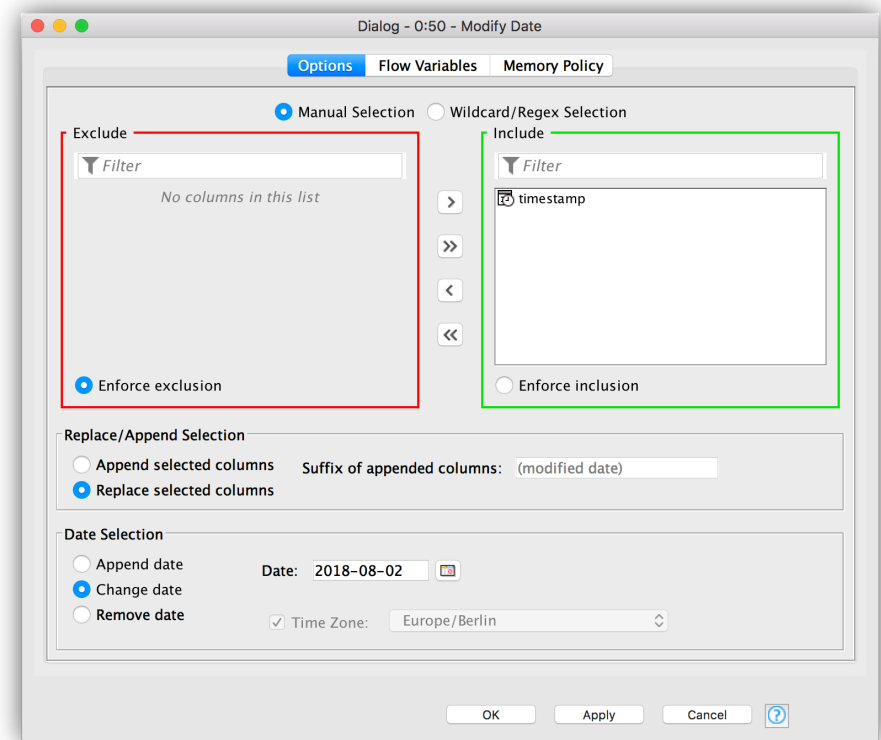 Dialog - 0:50 - Modify Date
Options Flow Variables Memory Policy
Manual Selection Wildcard/Regex Selection
Exclude
Filter
No columns in this list
Enforce exclusion
>
>>
<
<<
Include
Filter
timestamp
Enforce inclusion
Replace/Append Selection
Append selected columns
Replace selected columns
Suffix of appended columns: (modified date)
Date Selection
Append date
Change date
Remove date
Date: 2018-08-02
Time Zone: Europe/Berlin
OK Apply Cancel ?